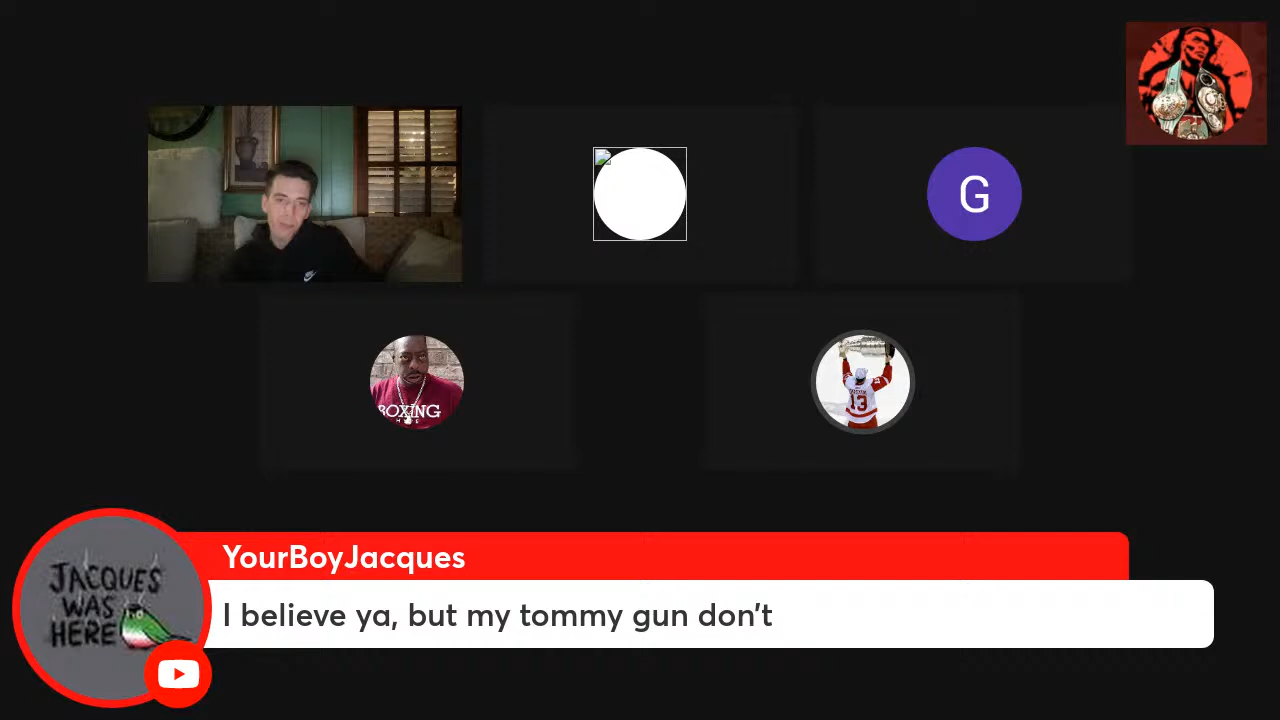 G
BOXING
13
YourBoyJacques
I believe ya, but my tommy gun don't
JACQUES
WAS
HERE